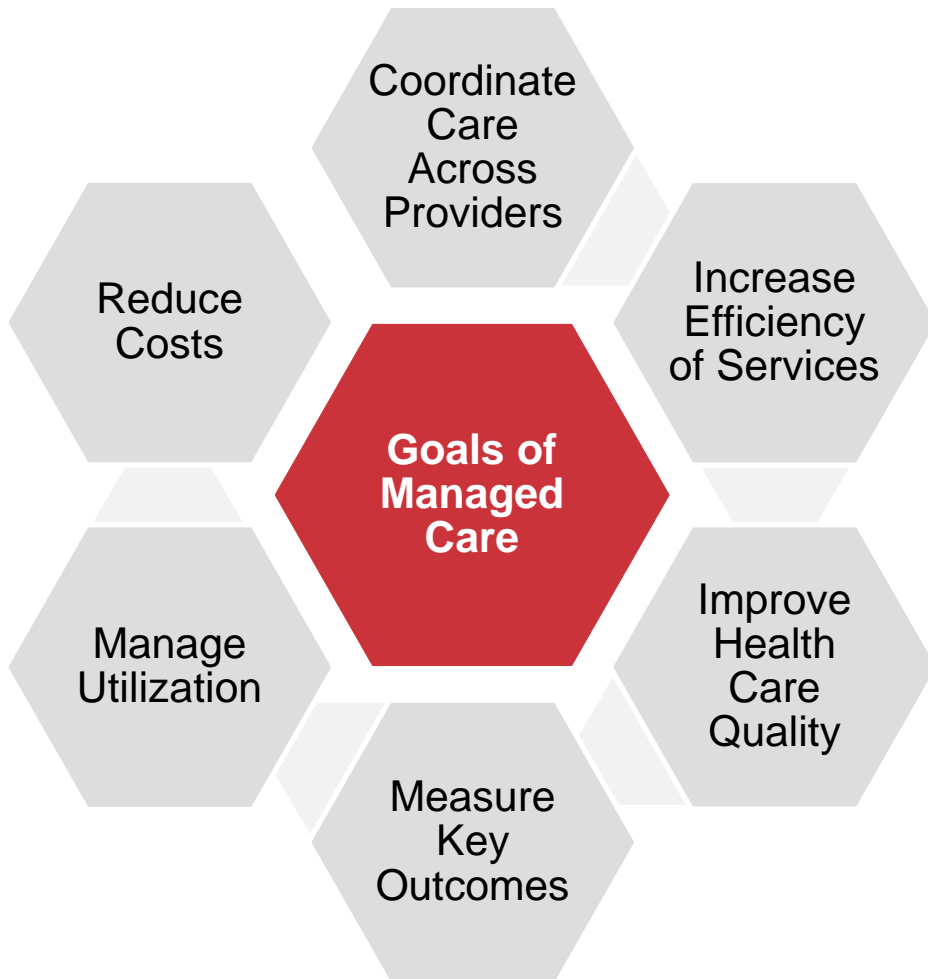 Coordinate
Care
Across
Providers
Increase
Efficiency
of Services
Improve
Health
Care
Quality
Measure
Key
Outcomes
Manage
Utilization
Reduce
Costs
Goals of
Managed
Care